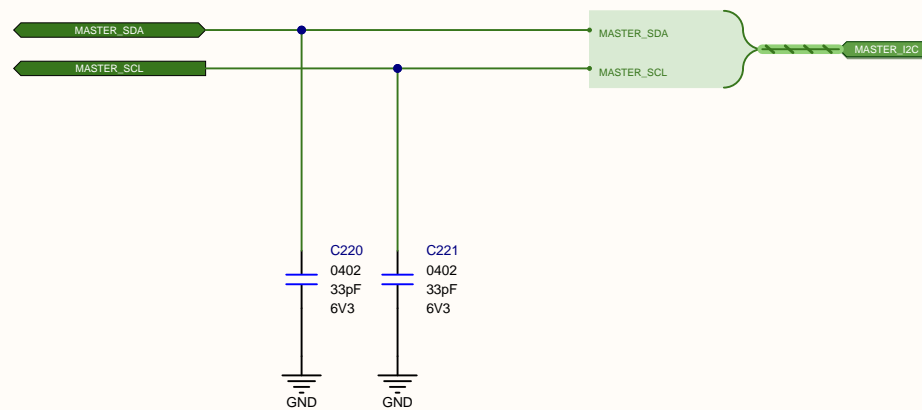 MASTER_SDA
MASTER_SCL
MASTER_SDA
MASTER_SCL
MASTER_I2C
C220
0402
33pF
6V3
C221
0402
33pF
6V3
GND
GND